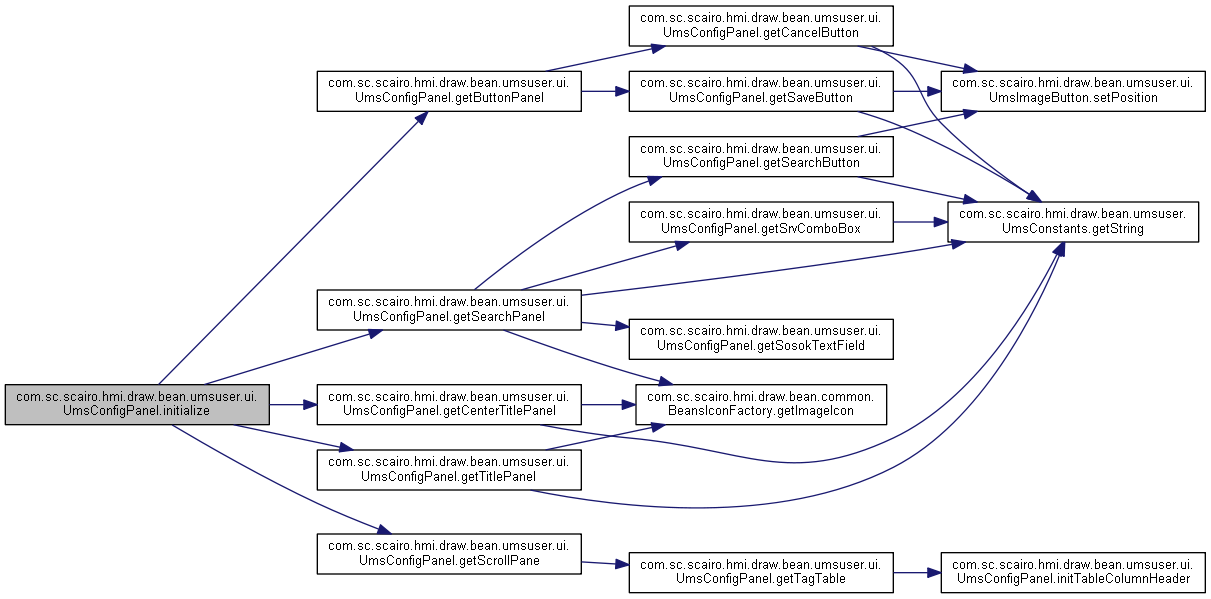 com.sc.scairo.hmi.draw.bean.umsuser.ui.
UmsConfigPanel.initialize
com.sc.scairo.hmi.draw.bean.umsuser.ui.
UmsConfigPanel.getButtonPanel
com.sc.scairo.hmi.draw.bean.umsuser.ui.
UmsConfigPanel.getSearchPanel
com.sc.scairo.hmi.draw.bean.umsuser.ui.
UmsConfigPanel.getCenterTitlePanel
com.sc.scairo.hmi.draw.bean.umsuser.ui.
UmsConfigPanel.getTitlePanel
com.sc.scairo.hmi.draw.bean.umsuser.ui.
UmsConfigPanel.getScrollPane
com.sc.scairo.hmi.draw.bean.umsuser.ui.
UmsConfigPanel.getCancelButton
com.sc.scairo.hmi.draw.bean.umsuser.ui.
UmsConfigPanel.getSaveButton
com.sc.scairo.hmi.draw.bean.umsuser.ui.
UmsConfigPanel.getSearchButton
com.sc.scairo.hmi.draw.bean.umsuser.ui.
UmsConfigPanel.getSrvComboBox
com.sc.scairo.hmi.draw.bean.umsuser.ui.
UmsConfigPanel.getSosokTextField
com.sc.scairo.hmi.draw.bean.common.
BeansIconFactory.getImageIcon
com.sc.scairo.hmi.draw.bean.umsuser.ui.
UmsConfigPanel.getTagTable
com.sc.scairo.hmi.draw.bean.umsuser.ui.
UmsImageButton.setPosition
com.sc.scairo.hmi.draw.bean.umsuser.
UmsConstants.getString
com.sc.scairo.hmi.draw.bean.umsuser.ui.
UmsConfigPanel.initTableColumnHeader